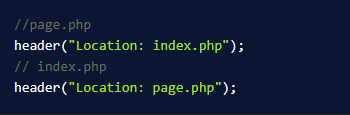 //page.php
header("Location: index.php");
// index.php
header("Location: page.php");